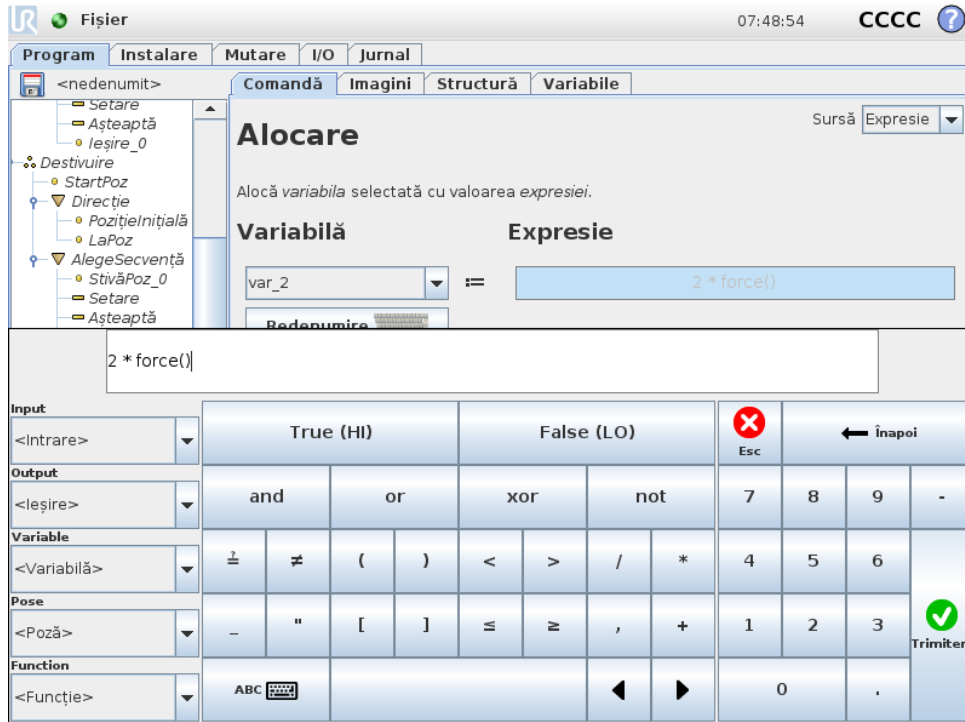 UR Fișier 07:48:54 CCCC ?
Program Instalare Mutare I/O Jurnal
<nedenumit>
Comandă Imagini Structură Variabile
Setare
Așteaptă
Ieșire_0
Destivuire
StartPoz
Direcție
PozițieInițială
LaPoz
AlegeSecvență
StivăPoz_0
Setare
Așteaptă
Alocare
Sursă Expresie
Alocă variabila selectată cu valoarea expresiei.
Variabilă Expresie
var_2 := 2 * force()
Redenumire
2 * force()
Input
<Intrare>
Output
<Ieșire>
Variable
<Variabilă>
Pose
<Poză>
Function
<Funcție>
True (HI) False (LO) Esc Înapoi
and or xor not 7 8 9 -
≟ ≠ ( ) < > / * 4 5 6
_ " [ ] ≤ ≥ , + 1 2 3
Trimiter
ABC 0 .